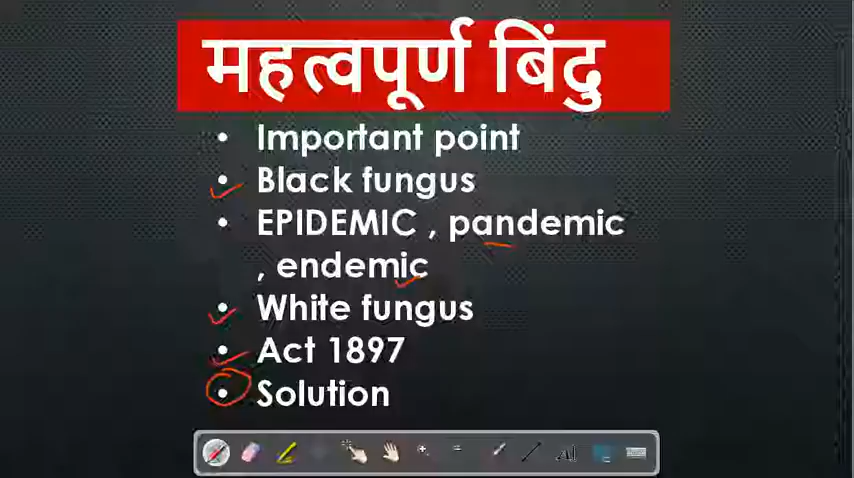 महत्वपूर्ण बिंदु
• Important point
• Black fungus
• EPIDEMIC , pandemic
, endemic
• White fungus
• Act 1897
• Solution